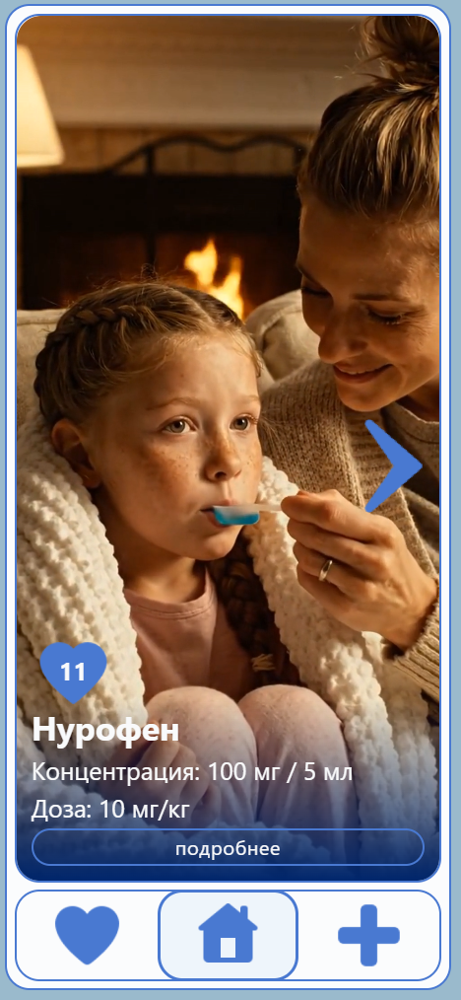 11
Нурофен
Концентрация: 100 мг / 5 мл
Доза: 10 мг/кг
подробнее